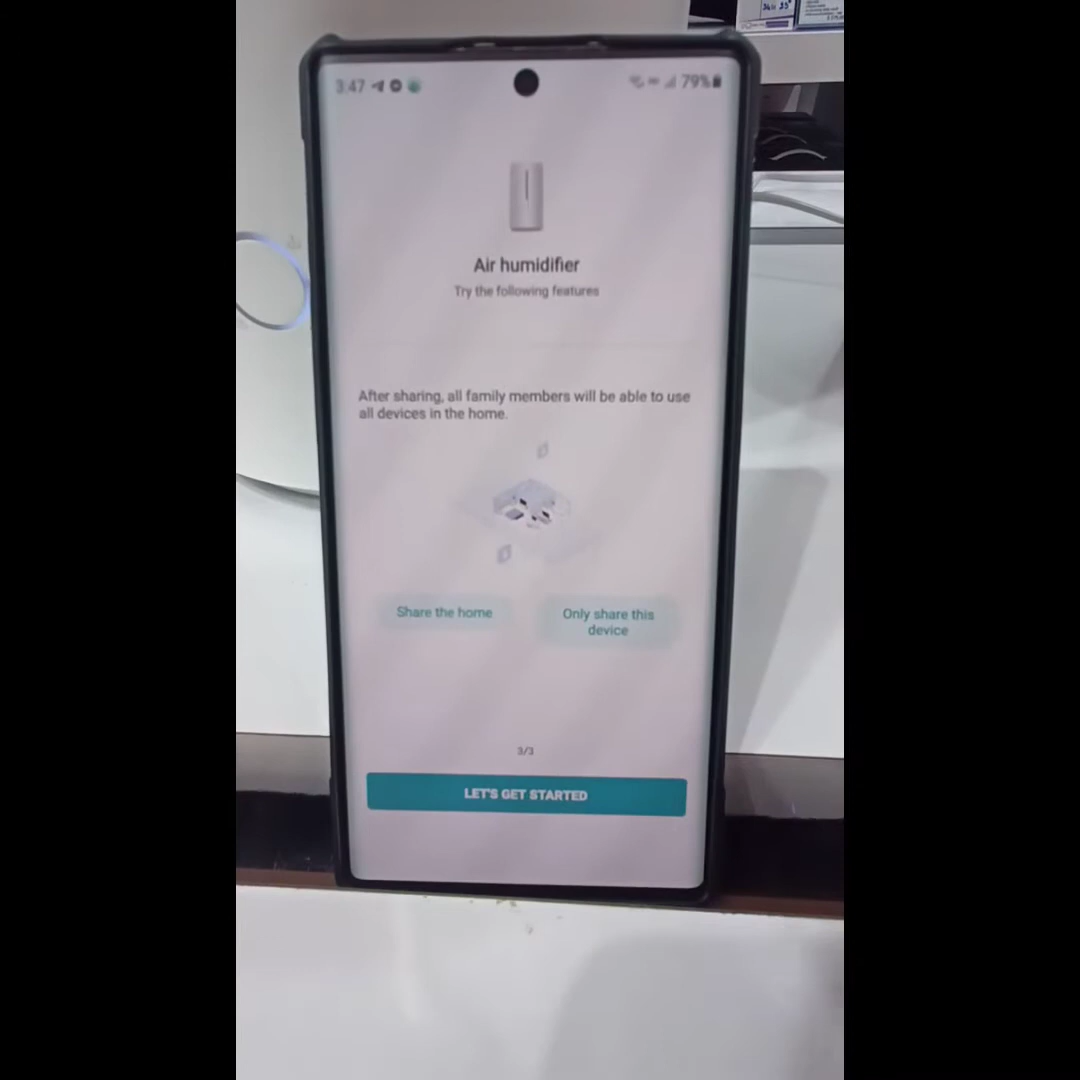 3:47
79%
Air humidifier
Try the following features
After sharing, all family members will be able to use
all devices in the home.
Share the home
Only share this
device
3/3
LET'S GET STARTED